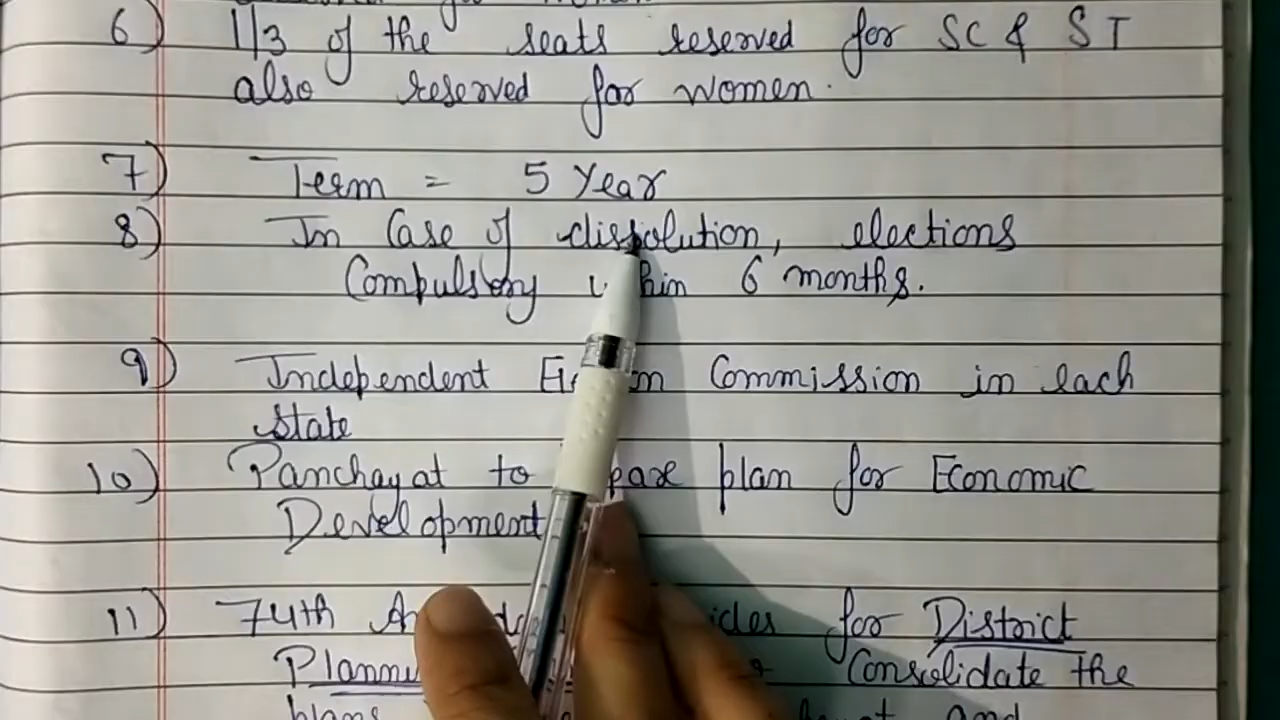 6) 1/3 of the seats reserved for SC & ST
also reserved for women.
7) Term = 5 Year
8) In Case of dissolution, elections
Compulsory 6 months.
9) Independent Commission in each
state
10) Panchayat to plan for Economic
Development
11) 74th for District
Consolidate the
plans and